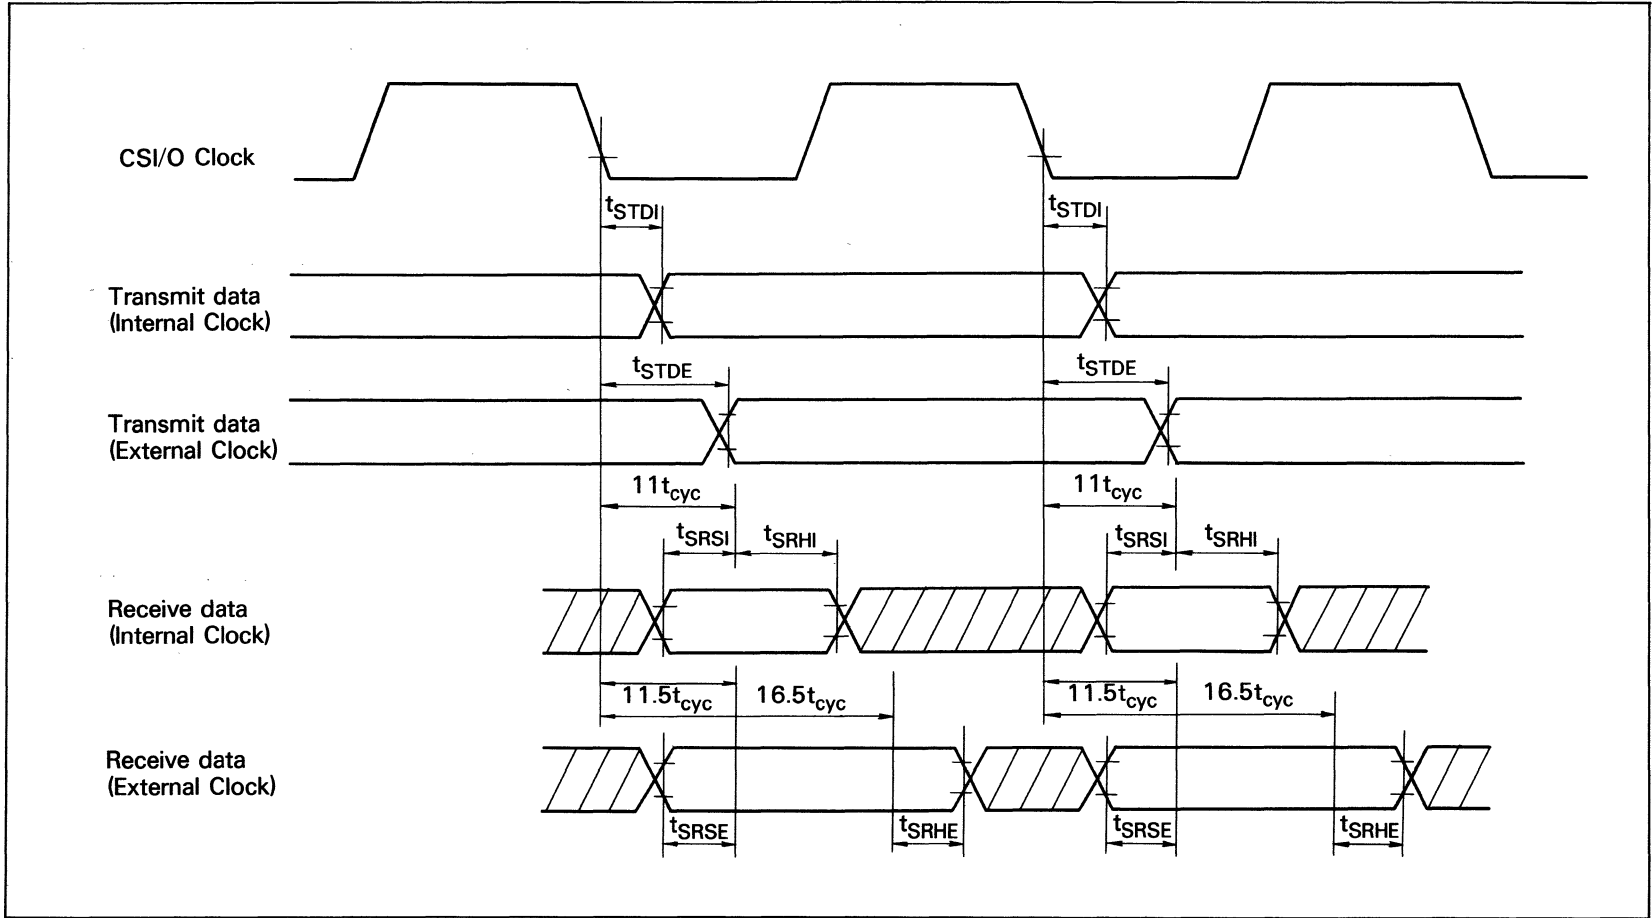 CSI/O Clock
tSTDI tSTDI
Transmit data
(Internal Clock)
tSTDE tSTDE
Transmit data
(External Clock)
11tcyc 11tcyc
tSRSI tSRHI tSRSI tSRHI
Receive data
(Internal Clock)
11.5tcyc 16.5tcyc 11.5tcyc 16.5tcyc
Receive data
(External Clock)
tSRSE tSRHE tSRSE tSRHE